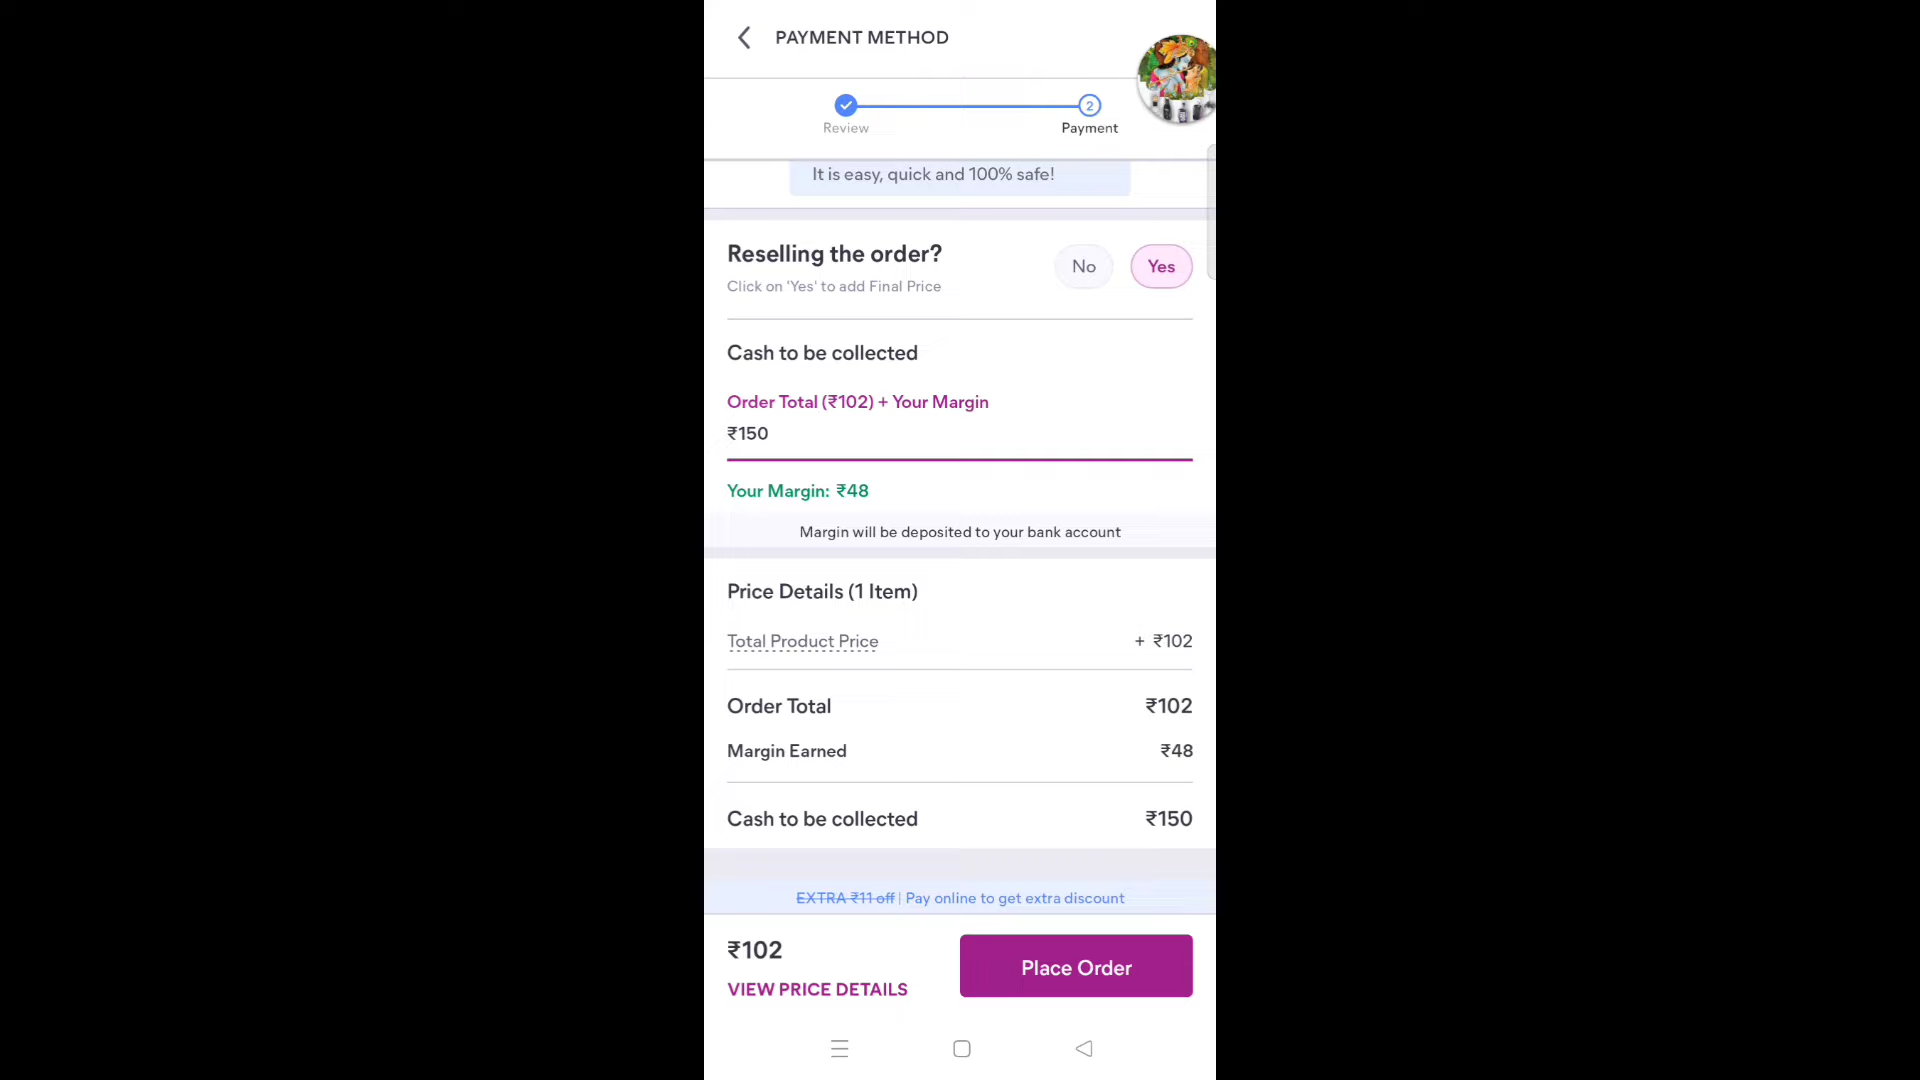 PAYMENT METHOD
2
Review
Payment
It is easy, quick and 100% safe!
Reselling the order?
No
Yes
Click on 'Yes' to add Final Price
Cash to be collected
Order Total (₹102) + Your Margin
₹150
Your Margin: ₹48
Margin will be deposited to your bank account
Price Details (1 Item)
Total Product Price + ₹102
Order Total ₹102
Margin Earned ₹48
Cash to be collected ₹150
EXTRA ₹11 off | Pay online to get extra discount
₹102
Place Order
VIEW PRICE DETAILS